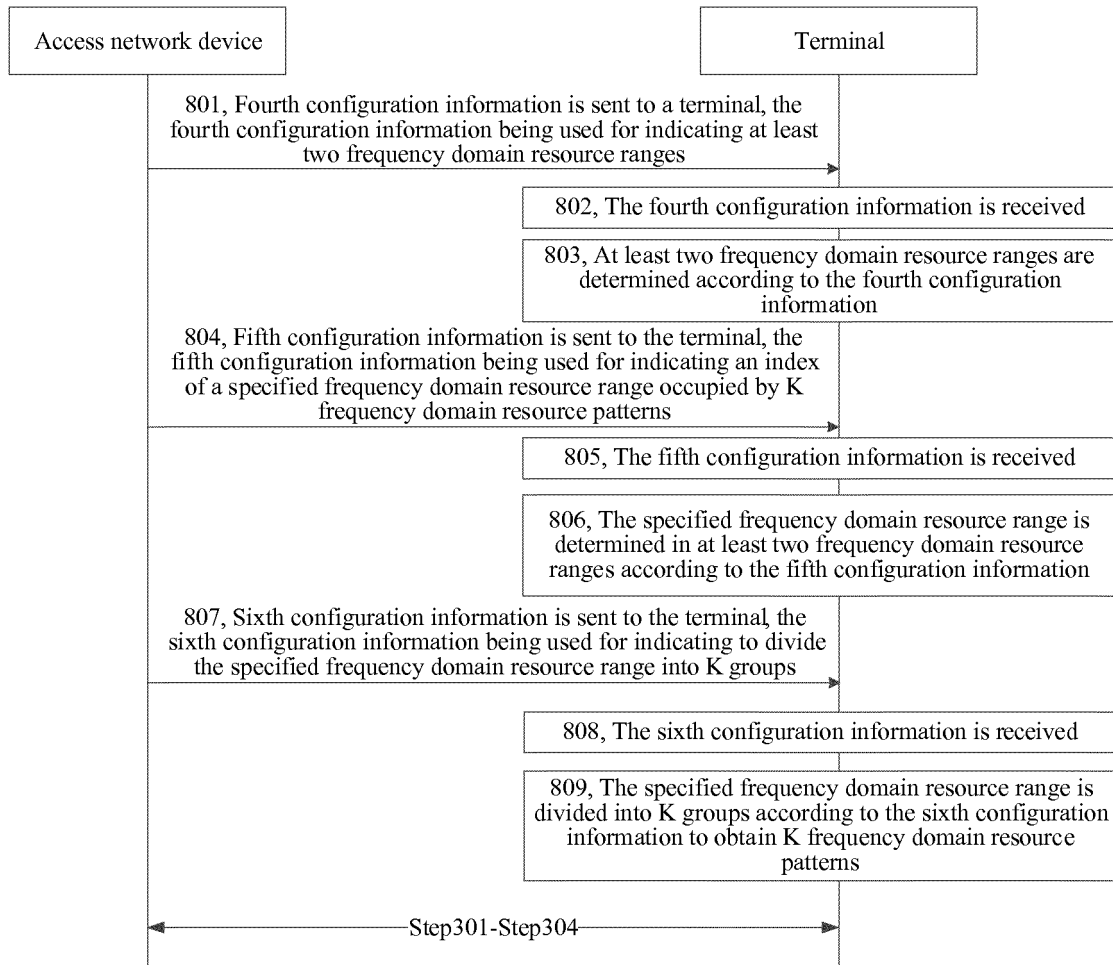 Access network device
Terminal
801, Fourth configuration information is sent to a terminal, the
fourth configuration information being used for indicating at least
two frequency domain resource ranges
802, The fourth configuration information is received
803, At least two frequency domain resource ranges are
determined according to the fourth configuration
information
804, Fifth configuration information is sent to the terminal, the
fifth configuration information being used for indicating an index
of a specified frequency domain resource range occupied by K
frequency domain resource patterns
805, The fifth configuration information is received
806, The specified frequency domain resource range is
determined in at least two frequency domain resource
ranges according to the fifth configuration information
807, Sixth configuration information is sent to the terminal, the
sixth configuration information being used for indicating to divide
the specified frequency domain resource range into K groups
808, The sixth configuration information is received
809, The specified frequency domain resource range is
divided into K groups according to the sixth configuration
information to obtain K frequency domain resource
patterns
Step301-Step304